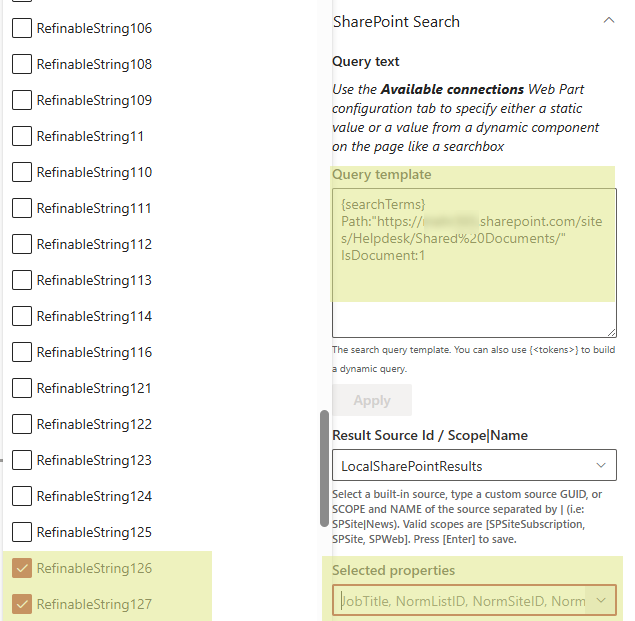 RefinableString106
RefinableString108
RefinableString109
RefinableString11
RefinableString110
RefinableString111
RefinableString112
RefinableString113
RefinableString114
RefinableString116
RefinableString121
RefinableString122
RefinableString123
RefinableString124
RefinableString125
RefinableString126
RefinableString127
SharePoint Search
Query text
Use the Available connections Web Part
configuration tab to specify either a static
value or a value from a dynamic component
on the page like a searchbox
Query template
{searchTerms}
Path:"https:// .sharepoint.com/site
s/Helpdesk/Shared%20Documents/"
IsDocument:1
The search query template. You can also use {<tokens>} to build
a dynamic query.
Apply
Result Source Id / Scope|Name
LocalSharePointResults
Select a built-in source, type a custom source GUID, or
SCOPE and NAME of the source separated by | (i.e:
SPSite|News). Valid scopes are [SPSiteSubscription,
SPSite, SPWeb]. Press [Enter] to save.
Selected properties
JobTitle, NormListID, NormSiteID, Norm